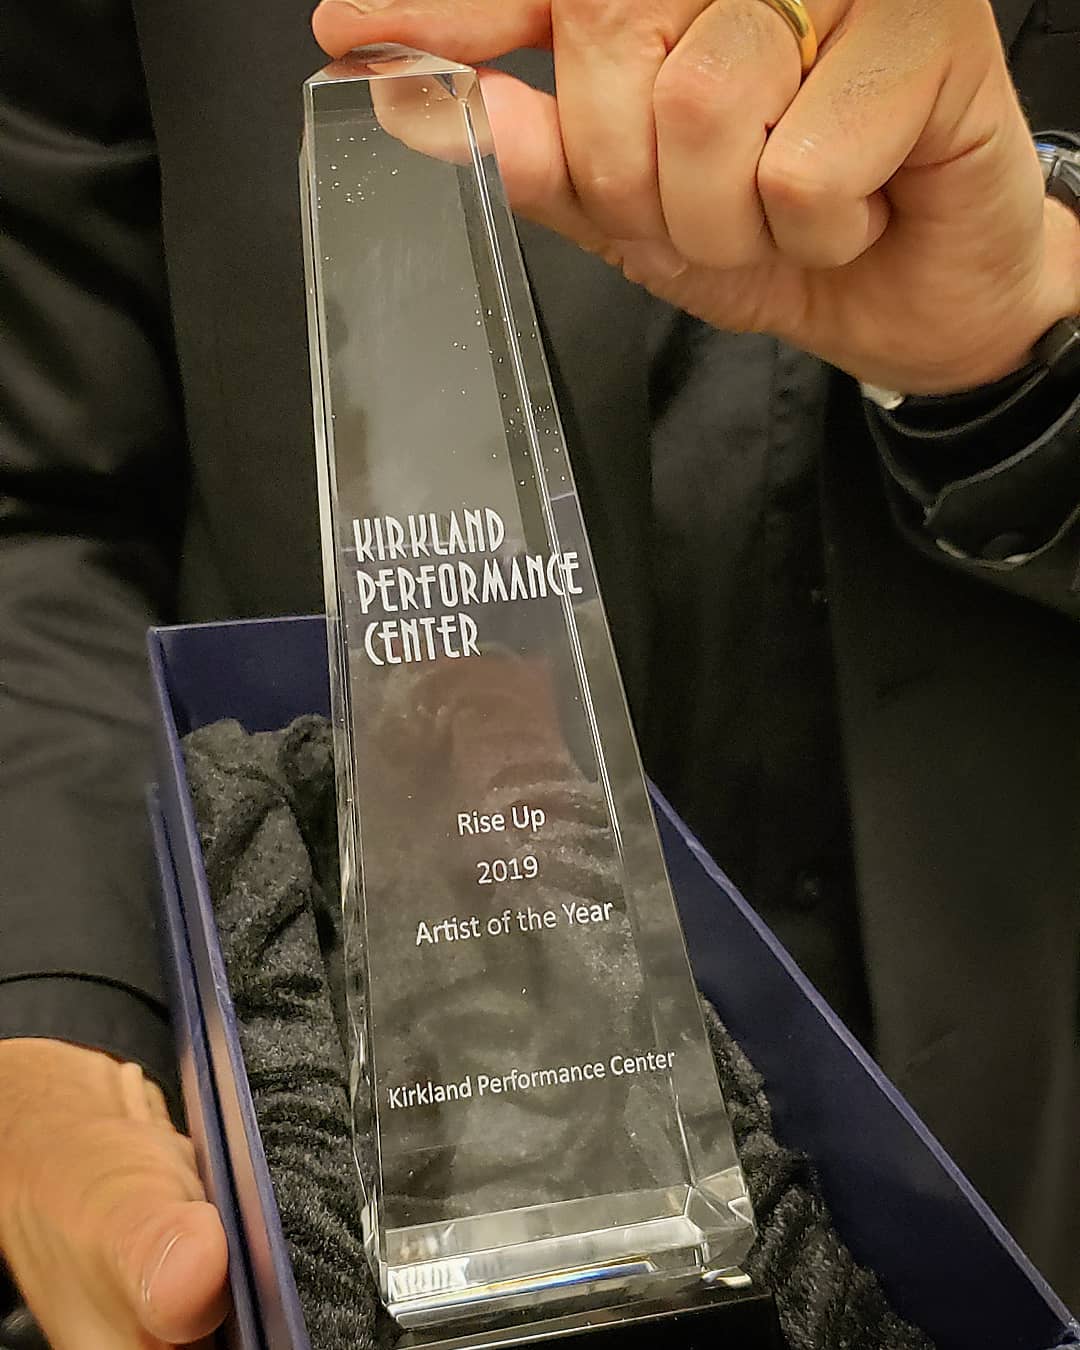 KIRKLAND
PERFORMANCE
CENTER
Rise Up
2019
Artist of the Year
Kirkland Performance Center